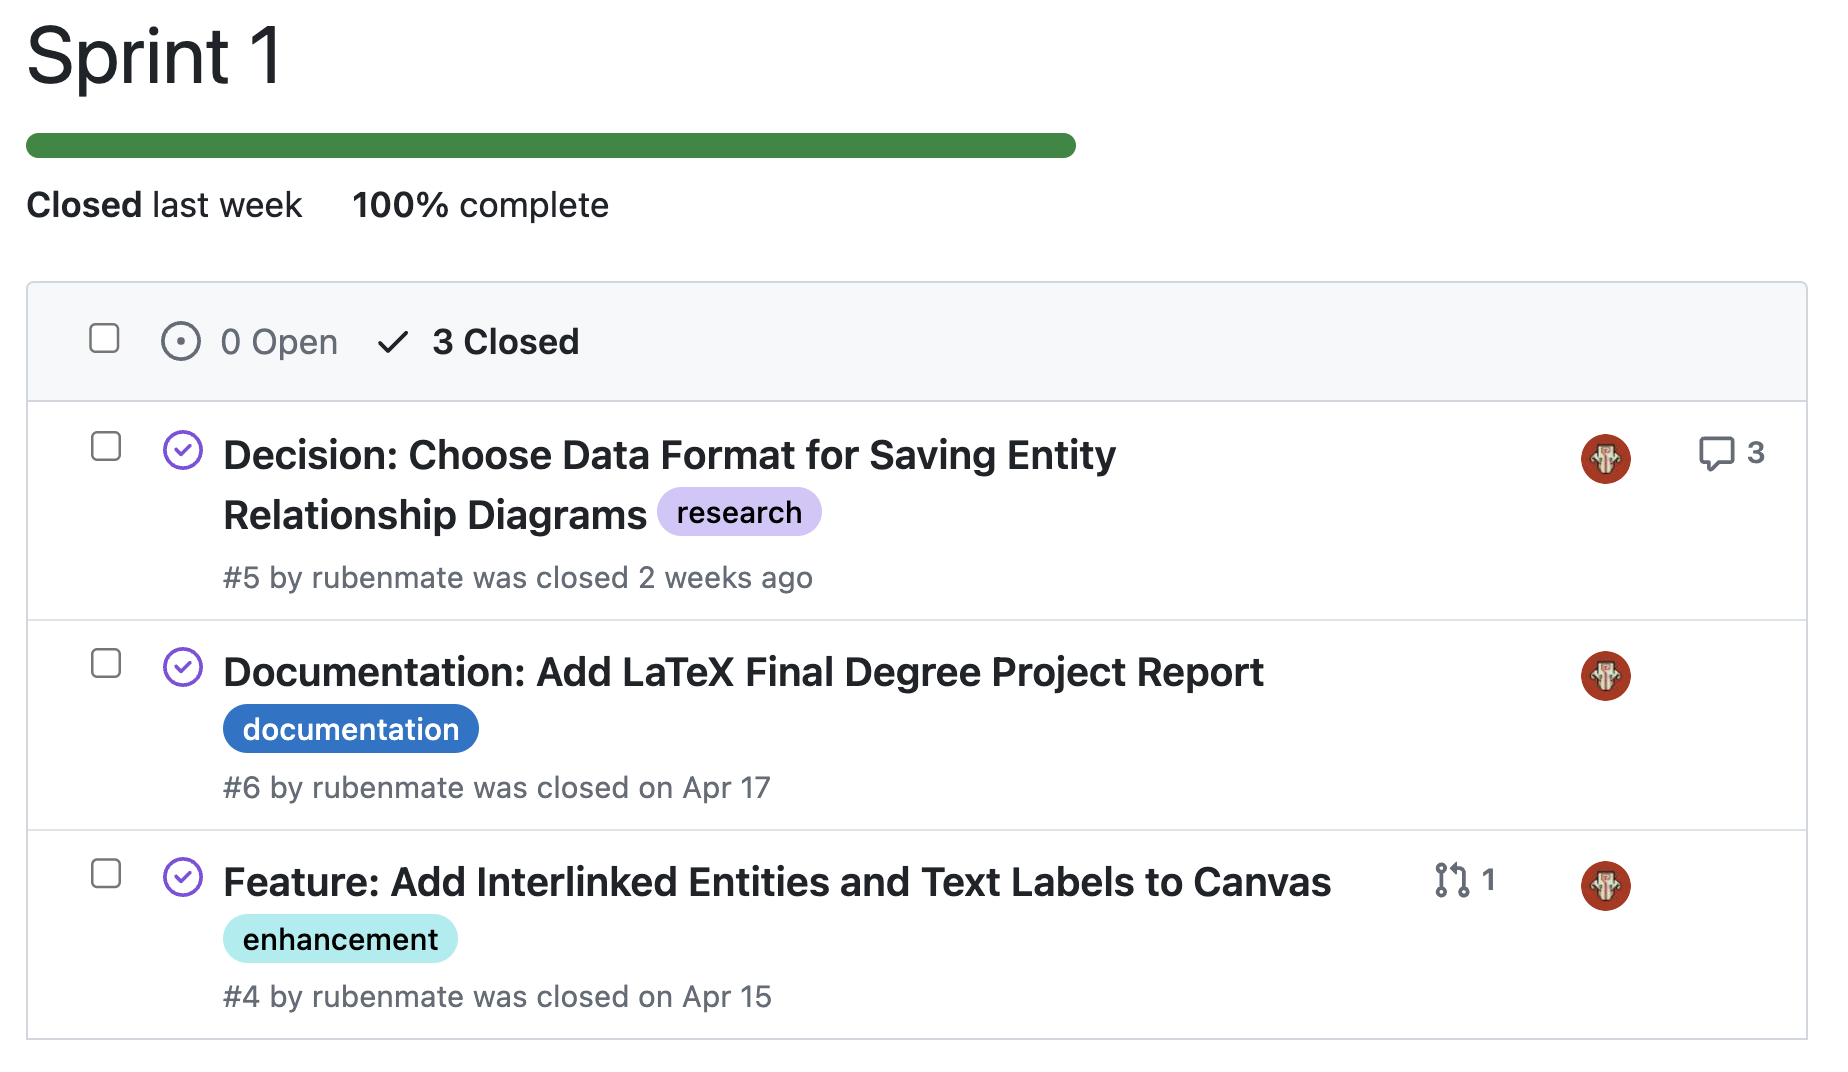 Sprint 1
Closed last week 100% complete
0 Open 3 Closed
Decision: Choose Data Format for Saving Entity
Relationship Diagrams research
3
#5 by rubenmate was closed 2 weeks ago
Documentation: Add LaTeX Final Degree Project Report
documentation
#6 by rubenmate was closed on Apr 17
Feature: Add Interlinked Entities and Text Labels to Canvas
1
enhancement
#4 by rubenmate was closed on Apr 15